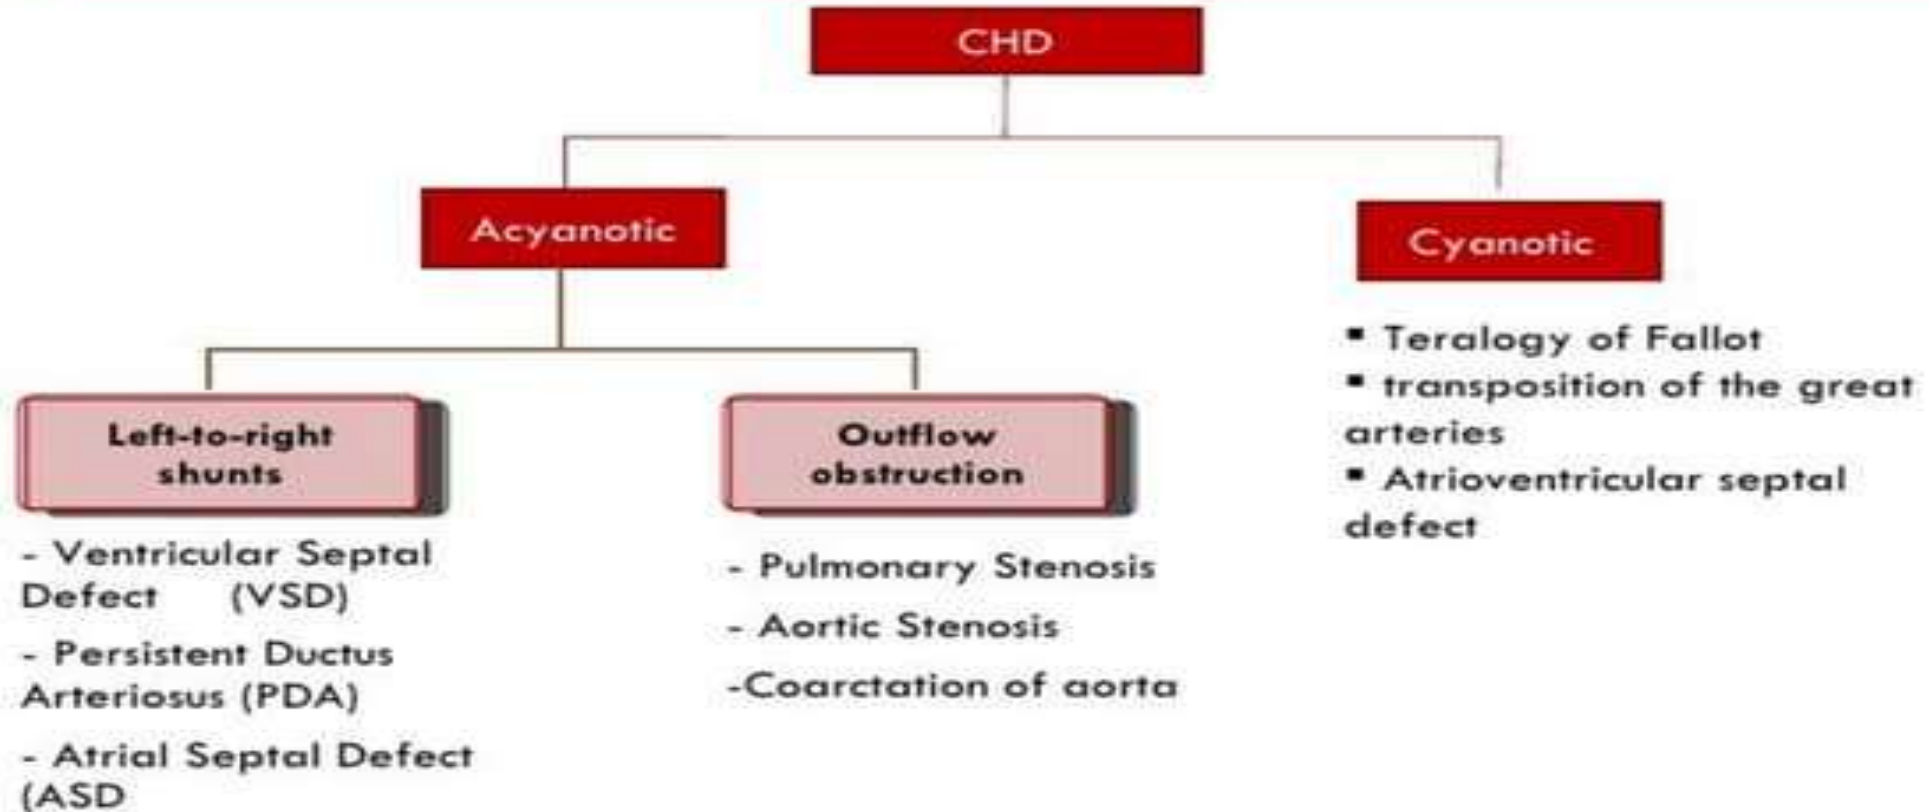 CHD
Acyanotic
Cyanotic
Left-to-right
shunts
- Ventricular Septal
Defect (VSD)
- Persistent Ductus
Arteriosus (PDA)
- Atrial Septal Defect
(ASD
Outflow
obstruction
- Pulmonary Stenosis
- Aortic Stenosis
-Coarctation of aorta
▪ Teralogy of Fallot
▪ transposition of the great
arteries
▪ Atrioventricular septal
defect